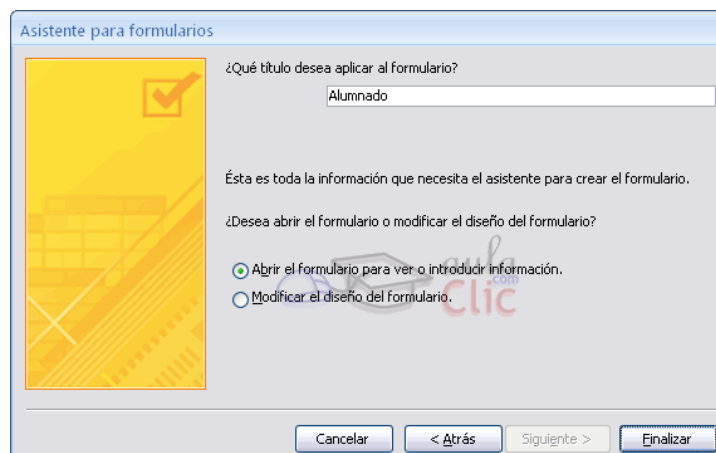 Asistente para formularios
¿Qué título desea aplicar al formulario?
Alumnado
Ésta es toda la información que necesita el asistente para crear el formulario.
¿Desea abrir el formulario o modificar el diseño del formulario?
Abrir el formulario para ver o introducir información.
Modificar el diseño del formulario.
aula
.com
Clic
Cancelar
< Atrás
Siguiente >
Finalizar